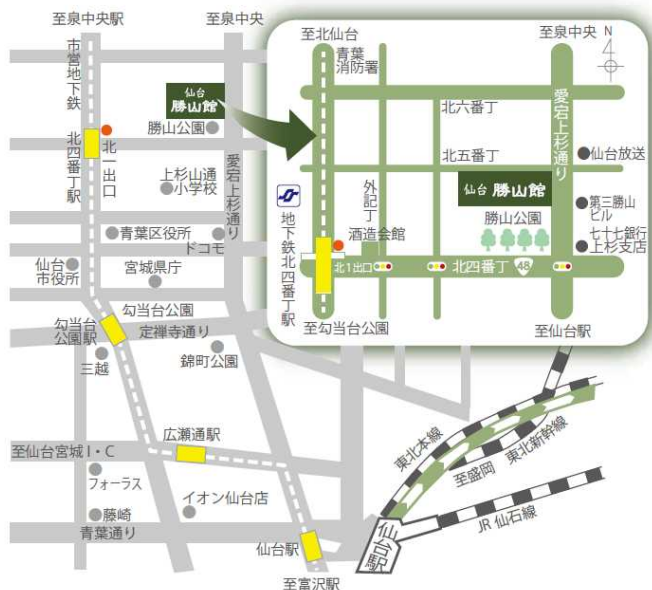 至泉中央駅
至泉中央
市営地下鉄
仙台
勝山館
勝山公園
北四番丁駅
北一出口
愛宕上杉通り
上杉山通
小学校
青葉区役所
ドコモ
仙台
市役所
宮城県庁
勾当台公園
勾当台
公園駅
定禅寺通り
三越
錦町公園
広瀬通駅
至仙台宮城I・C
フォーラス
イオン仙台店
藤崎
青葉通り
仙台駅
至富沢駅
至北仙台
至泉中央
N
青葉
消防署
北六番丁
愛宕上杉通り
北五番丁
仙台放送
仙台 勝山館
外記丁
第三勝山
ビル
勝山公園
七十七銀行
上杉支店
地下鉄北四番丁駅
酒造会館
北1出口
北四番丁
48
至勾当台公園
至仙台駅
東北本線
至盛岡
東北新幹線
JR 仙石線
仙台駅